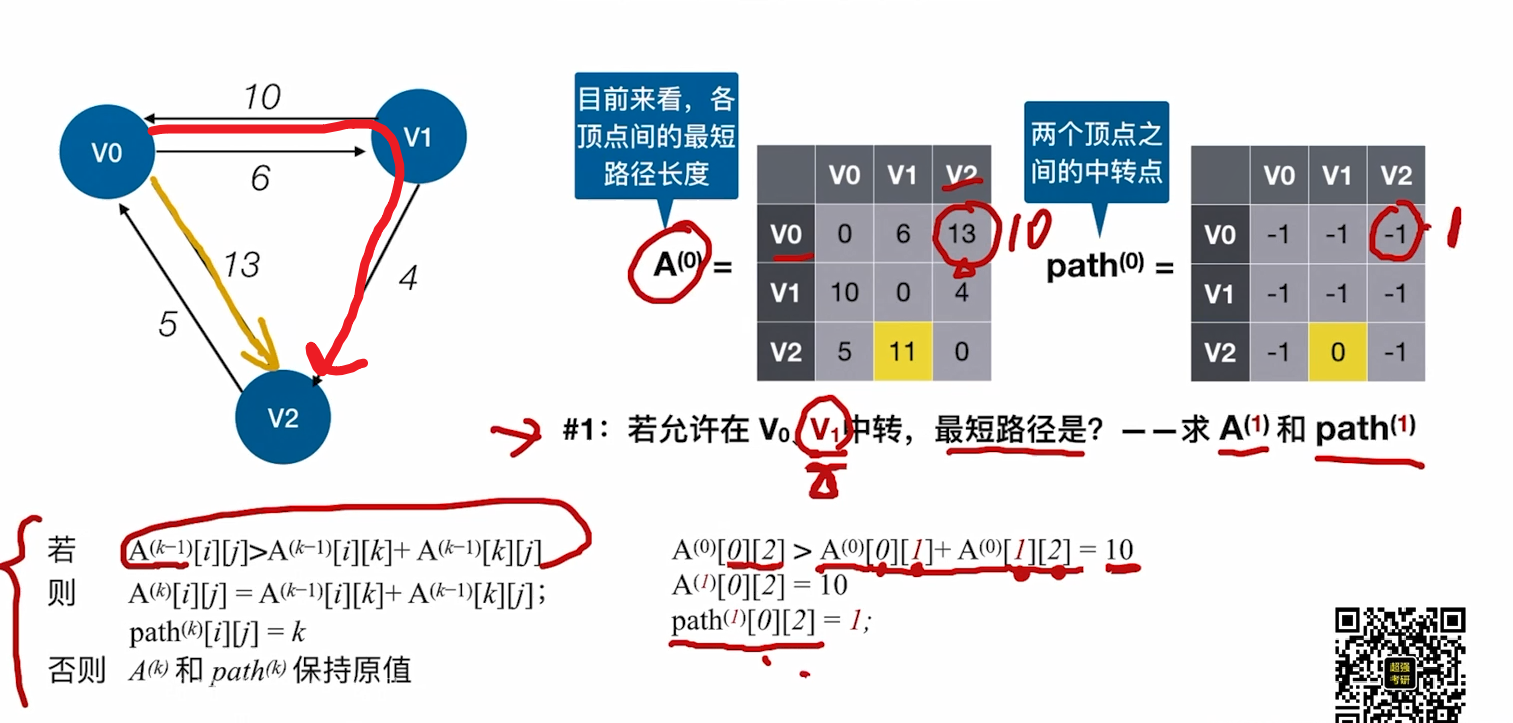 10
V0
V1
6
13
4
5
V2
目前来看，各
顶点间的最短
路径长度
A(0) =
V0 V1 V2
V0 0 6 13 10
V1 10 0 4
V2 5 11 0
两个顶点之
间的中转点
path(0) =
V0 V1 V2
V0 -1 -1 -1 1
V1 -1 -1 -1
V2 -1 0 -1
#1：若允许在 V0、V1中转，最短路径是？——求 A(1) 和 path(1)
若 A(k−1)[i][j]>A(k−1)[i][k]+ A(k−1)[k][j]
则 A(k)[i][j] = A(k−1)[i][k]+ A(k−1)[k][j]；
path(k)[i][j] = k
否则 A(k) 和 path(k) 保持原值
A(0)[0][2] > A(0)[0][1]+ A(0)[1][2] = 10
A(1)[0][2] = 10
path(1)[0][2] = 1;
超强
考研